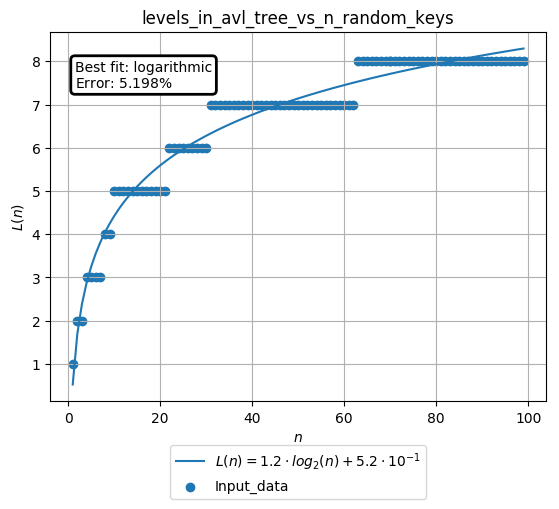 levels_in_avl_tree_vs_n_random_keys
Best fit: logarithmic
Error: 5.198%
8
7
6
5
4
3
2
1
L(n)
0 20 40 60 80 100
n
L(n) = 1.2 · log₂(n) + 5.2 · 10⁻¹
Input_data